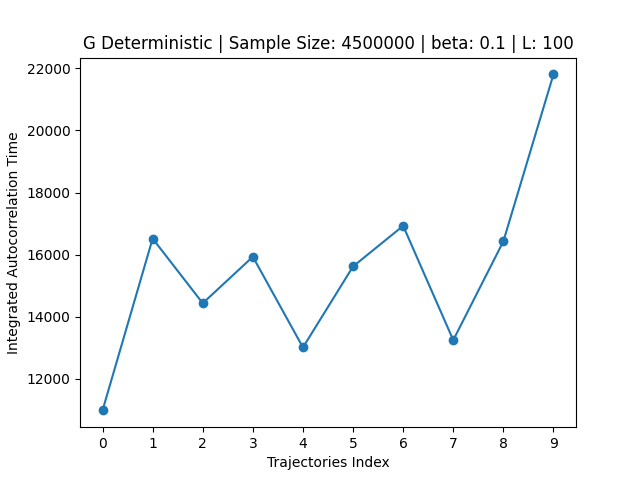 G Deterministic | Sample Size: 4500000 | beta: 0.1 | L: 100
Integrated Autocorrelation Time
22000
20000
18000
16000
14000
12000
0 1 2 3 4 5 6 7 8 9
Trajectories Index